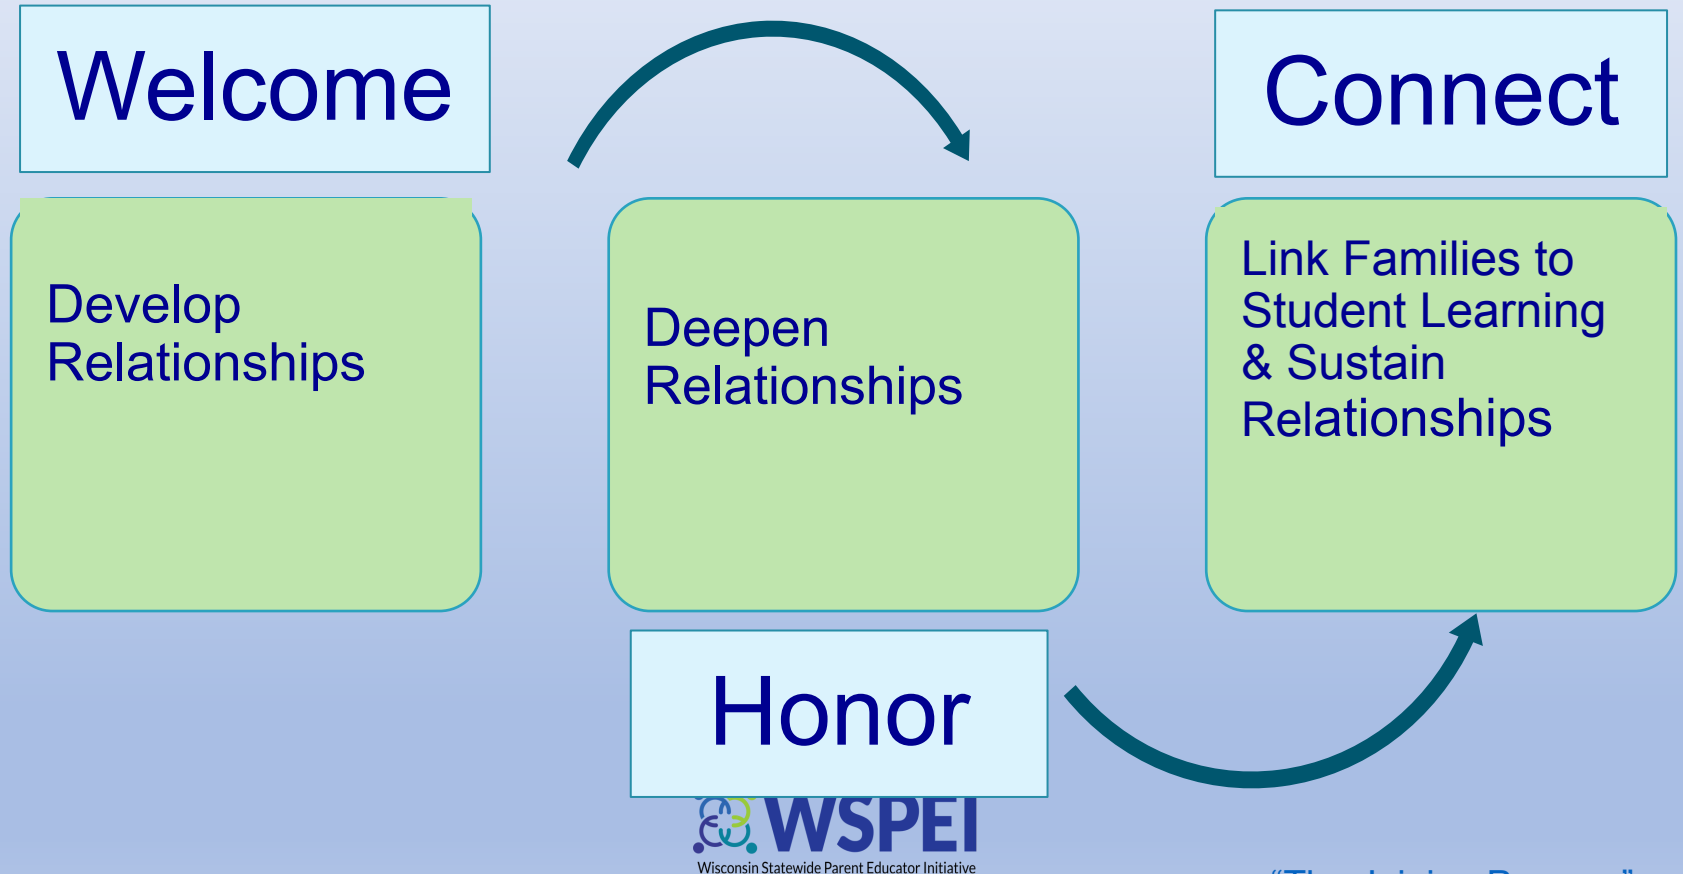 Welcome
Develop
Relationships
Deepen
Relationships
Honor
Connect
Link Families to
Student Learning
& Sustain
Relationships
WSPEI
Wisconsin Statewide Parent Educator Initiative